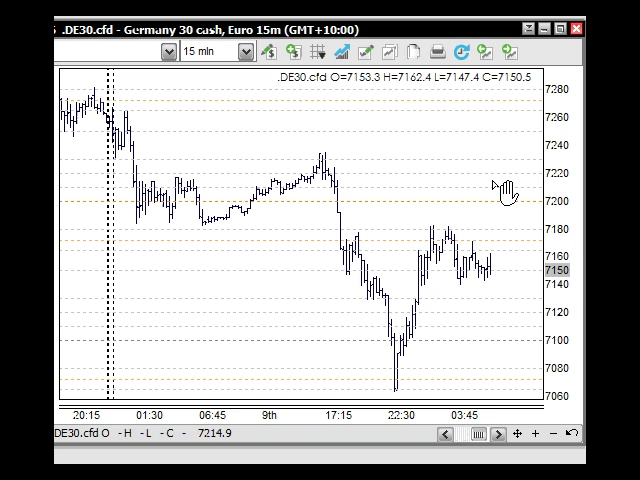 .DE30.cfd - Germany 30 cash, Euro 15m (GMT+10:00)
15 min
.DE30.cfd O=7153.3 H=7162.4 L=7147.4 C=7150.5
7280
7260
7240
7220
7200
7180
7160
7150
7140
7120
7100
7080
7060
20:15 01:30 06:45 9th 17:15 22:30 03:45
DE30.cfd O - H - L - C - 7214.9